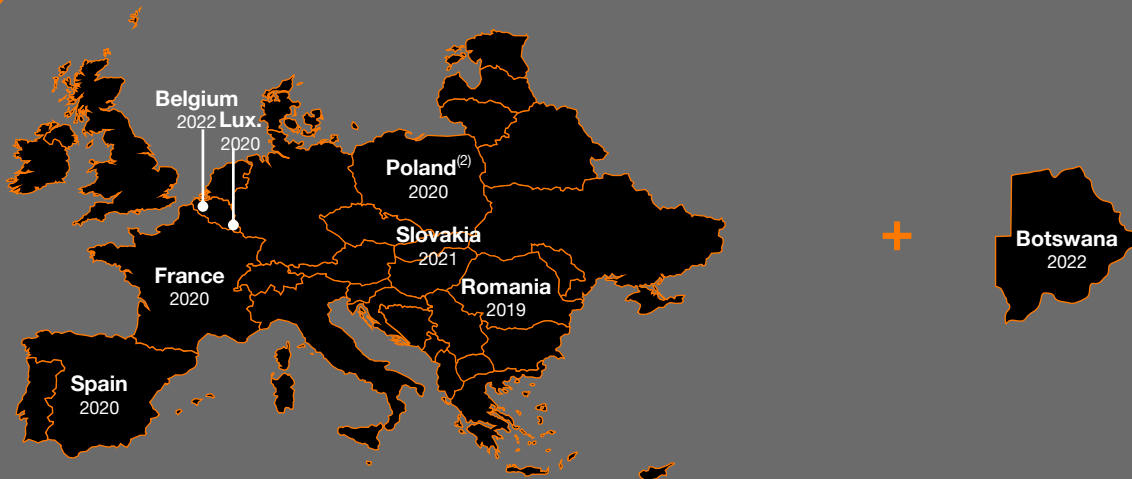 Belgium
2022
Lux.
2020
Poland(2)
2020
Slovakia
2021
France
2020
Romania
2019
Spain
2020
+
Botswana
2022